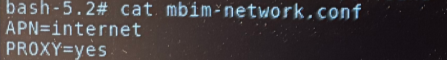 bash-5.2# cat mbim-network.conf
APN=internet
PROXY=yes